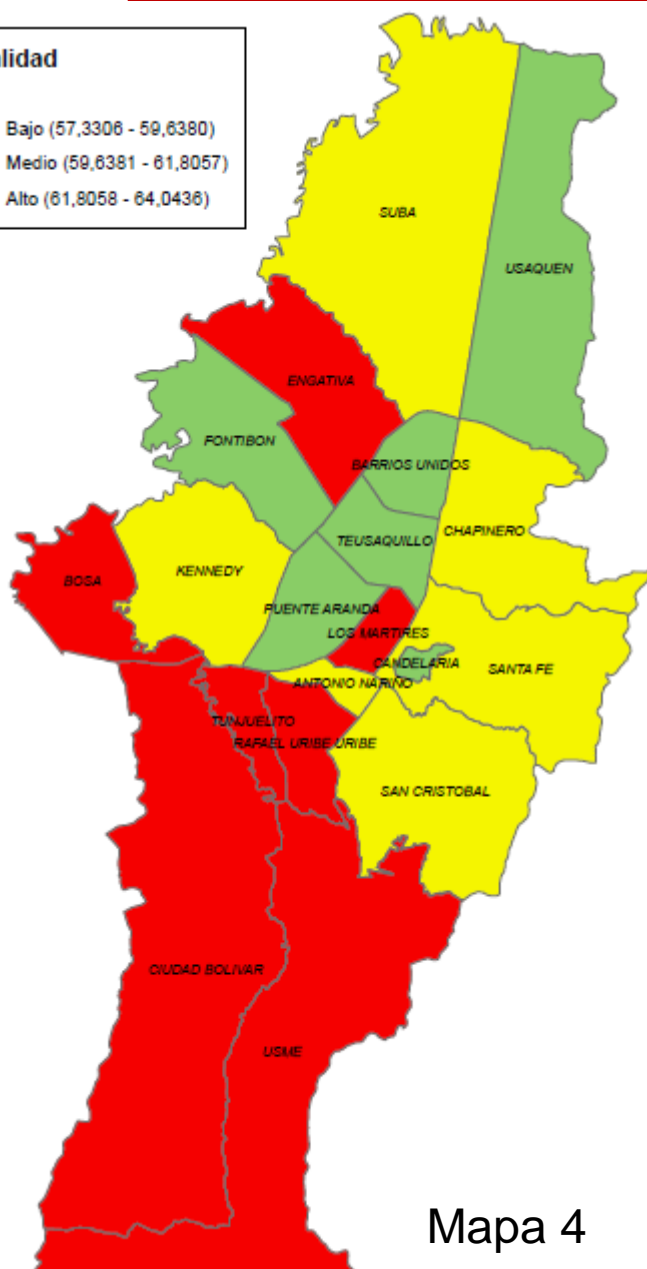 lidad
Bajo (57,3306 - 59,6380)
Medio (59,6381 - 61,8057)
Alto (61,8058 - 64,0436)
SUBA
USAQUEN
ENGATIVA
FONTIBON
BARRIOS UNIDOS
CHAPINERO
TEUSAQUILLO
KENNEDY
BOSA
PUENTE ARANDA
LOS MARTIRES
CANDELARIA
SANTA FE
ANTONIO NARIÑO
TUNJUELITO
RAFAEL URIBE URIBE
SAN CRISTOBAL
CIUDAD BOLIVAR
USME
Mapa 4